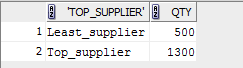 'TOP_SUPPLIER' QTY
1 Least_supplier 500
2 Top_supplier 1300